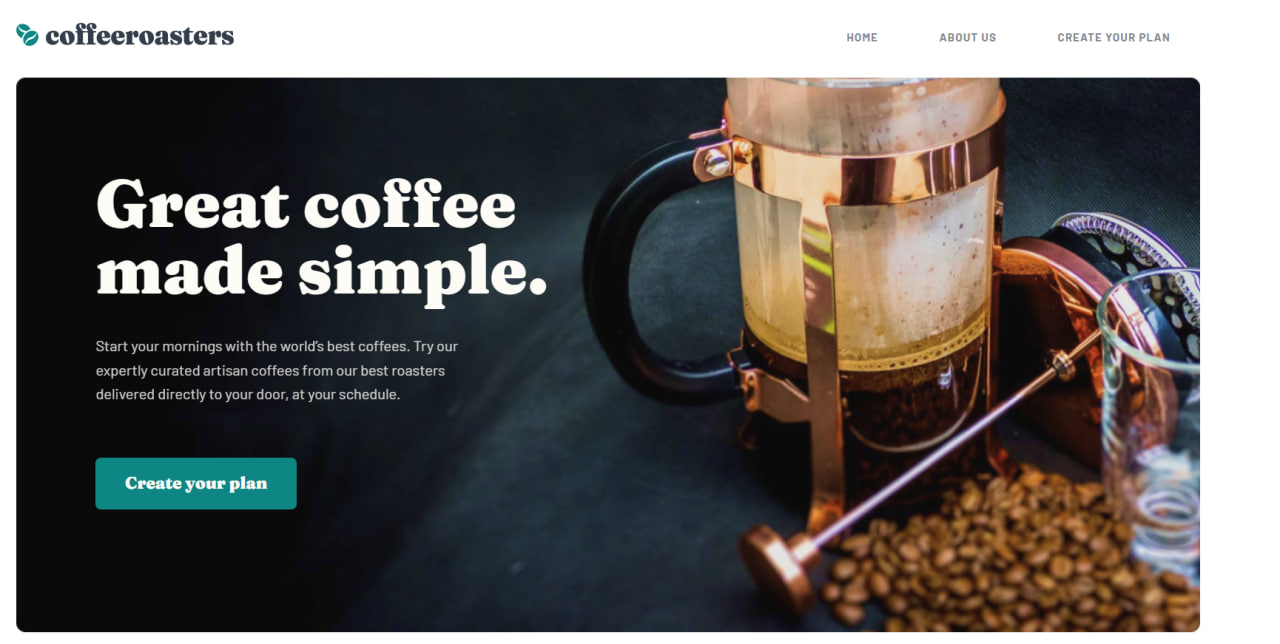 coffeeroasters
HOME
ABOUT US
CREATE YOUR PLAN
Great coffee
made simple.
Start your mornings with the world’s best coffees. Try our
expertly curated artisan coffees from our best roasters
delivered directly to your door, at your schedule.
Create your plan